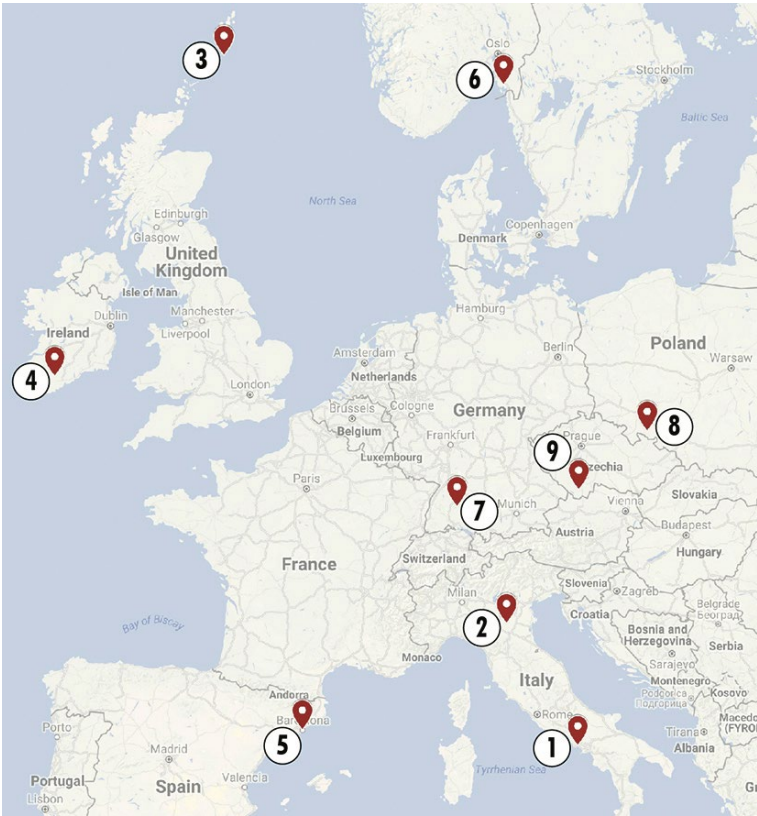 3
Oslo
6
Stockholm
Baltic Sea
North Sea
Edinburgh
Glasgow
Copenhagen
Denmark
United
Kingdom
Isle of Man
Hamburg
Dublin
Manchester
Ireland
Liverpool
Poland
Berlin
Amsterdam
Warsaw
4
Netherlands
London
Brussels
Cologne
Germany
Belgium
8
Frankfurt
Prague
9
Luxembourg
zechia
Paris
Slovakia
7
Munich
Vienna
Austria
Budapest
Switzerland
Hungary
France
Milan
Slovenia
Zagreb
Croatia
Belgrade
Београд
2
Bay of Biscay
Bosnia and
Herzegovina
Serbia
Monaco
Sarajevo
Italy
Montenegro
Andorra
Kosovo
Подгорица
Rome
Porto
Macedo
(FYRO
Tirana
5
1
Albania
Madrid
Tyrrhenian Sea
Portugal
Valencia
Spain
Lisbon
Gr